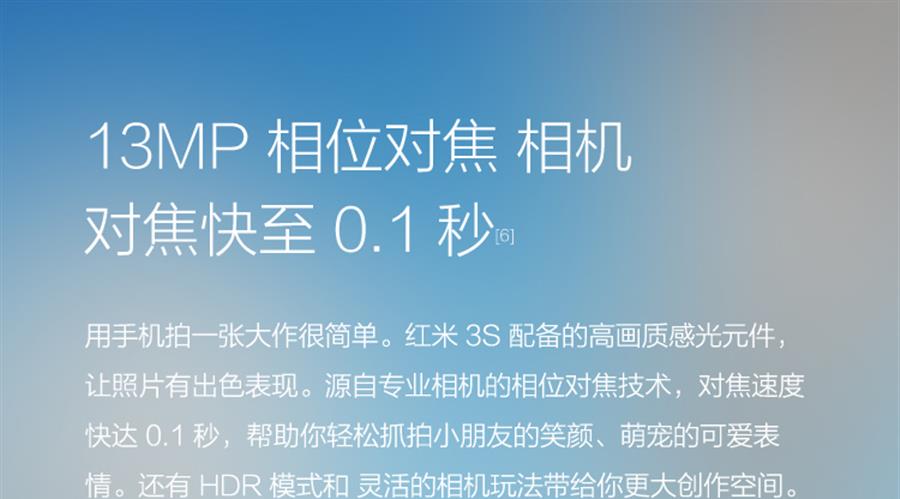 13MP 相位对焦 相机
对焦快至 0.1 秒[6]
用手机拍一张大作很简单。红米 3S 配备的高画质感光元件，
让照片有出色表现。源自专业相机的相位对焦技术，对焦速度
快达 0.1 秒，帮助你轻松抓拍小朋友的笑颜、萌宠的可爱表
情。还有 HDR 模式和 灵活的相机玩法带给你更大创作空间。